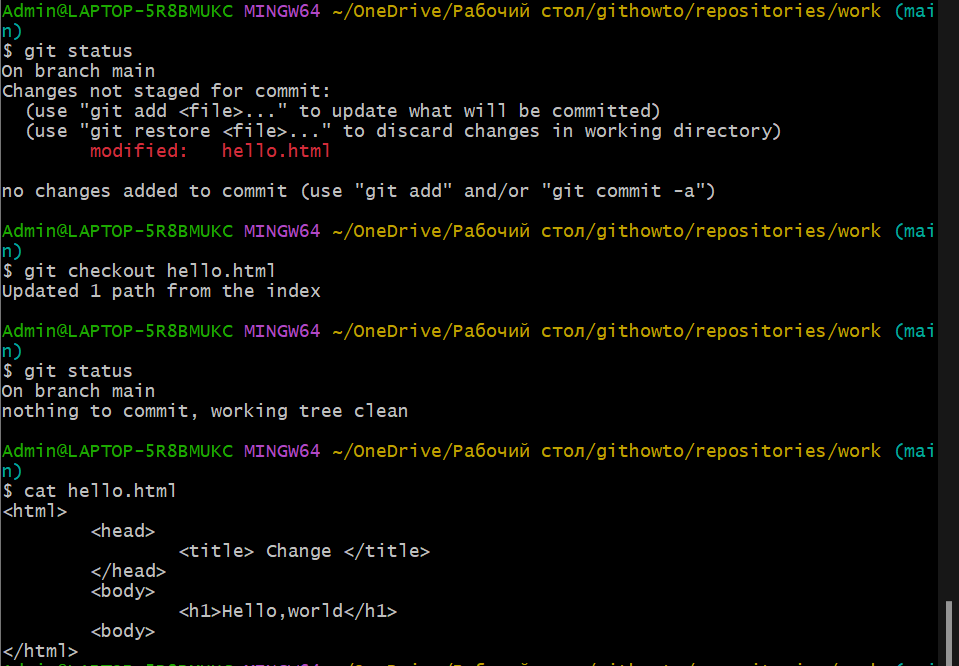 Admin@LAPTOP-5R8BMUKC MINGW64 ~/OneDrive/Рабочий стол/githowto/repositories/work (mai
n)
$ git status
On branch main
Changes not staged for commit:
  (use "git add <file>..." to update what will be committed)
  (use "git restore <file>..." to discard changes in working directory)
        modified:   hello.html

no changes added to commit (use "git add" and/or "git commit -a")

Admin@LAPTOP-5R8BMUKC MINGW64 ~/OneDrive/Рабочий стол/githowto/repositories/work (mai
n)
$ git checkout hello.html
Updated 1 path from the index

Admin@LAPTOP-5R8BMUKC MINGW64 ~/OneDrive/Рабочий стол/githowto/repositories/work (mai
n)
$ git status
On branch main
nothing to commit, working tree clean

Admin@LAPTOP-5R8BMUKC MINGW64 ~/OneDrive/Рабочий стол/githowto/repositories/work (mai
n)
$ cat hello.html
<html>
        <head>
                <title> Change </title>
        </head>
        <body>
                <h1>Hello,world</h1>
        <body>
</html>